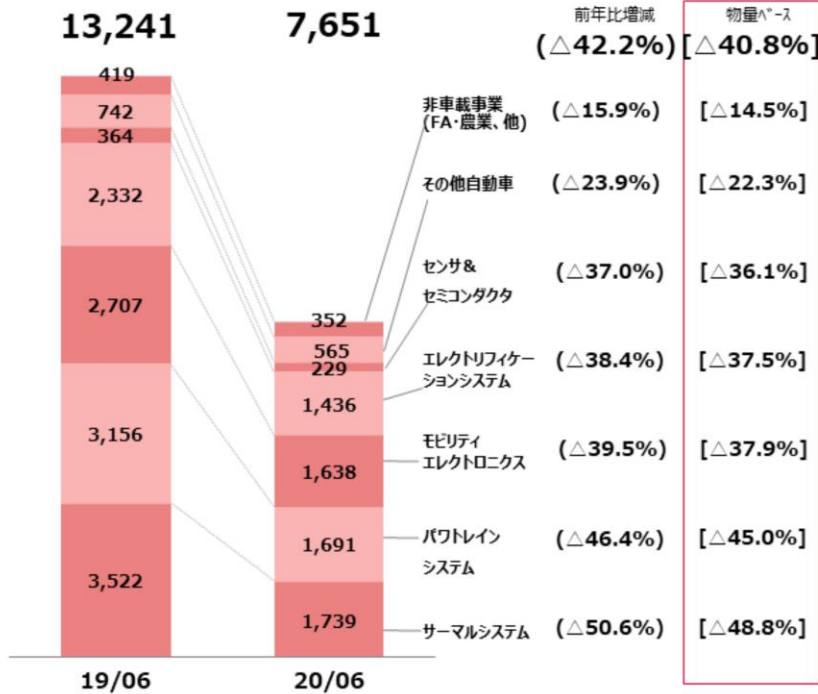 13,241
7,651
前年比増減
物量ベース
(△42.2%)
[△40.8%]
419
742
364
2,332
2,707
3,156
3,522
19/06
352
565
229
1,436
1,638
1,691
1,739
20/06
非車載事業
(FA・農業、他)
(△15.9%)
[△14.5%]
その他自動車
(△23.9%)
[△22.3%]
センサ&
セミコンダクタ
(△37.0%)
[△36.1%]
エレクトリフィケー
ションシステム
(△38.4%)
[△37.5%]
モビリティ
エレクトロニクス
(△39.5%)
[△37.9%]
パワトレイン
システム
(△46.4%)
[△45.0%]
サーマルシステム
(△50.6%)
[△48.8%]